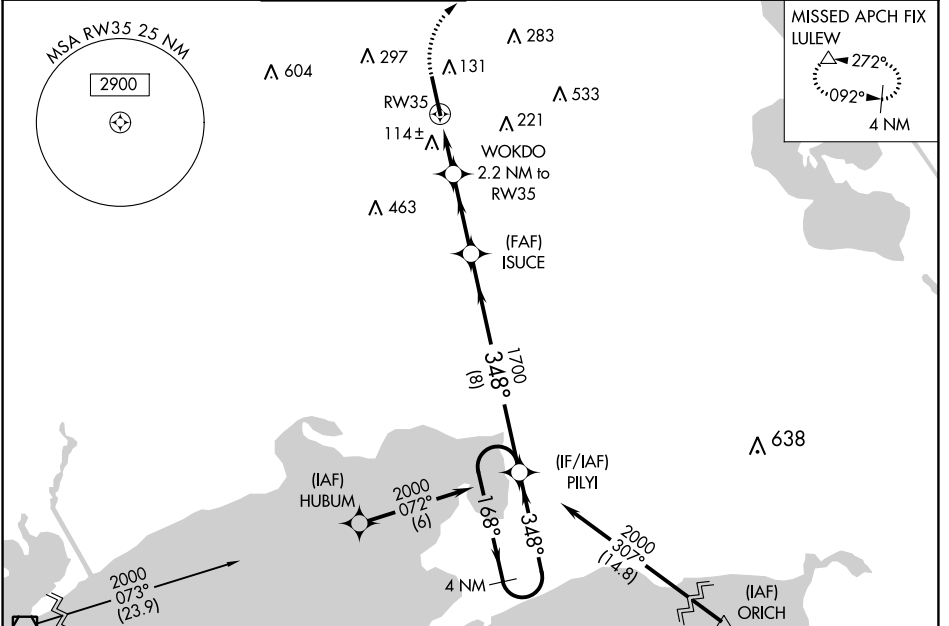 MSA RW35 25 NM
2900
604
297
283
131
533
RW35
221
114±
WOKDO
2.2 NM to
RW35
463
(FAF)
ISUCE
MISSED APCH FIX
LULEW
272°
092°
4 NM
1700
348°
(8)
638
(IF/IAF)
PILYI
(IAF)
HUBUM
2000
072°
(6)
168°
348°
4 NM
2000
307°
(14.8)
(IAF)
ORICH
2000
073°
(23.9)